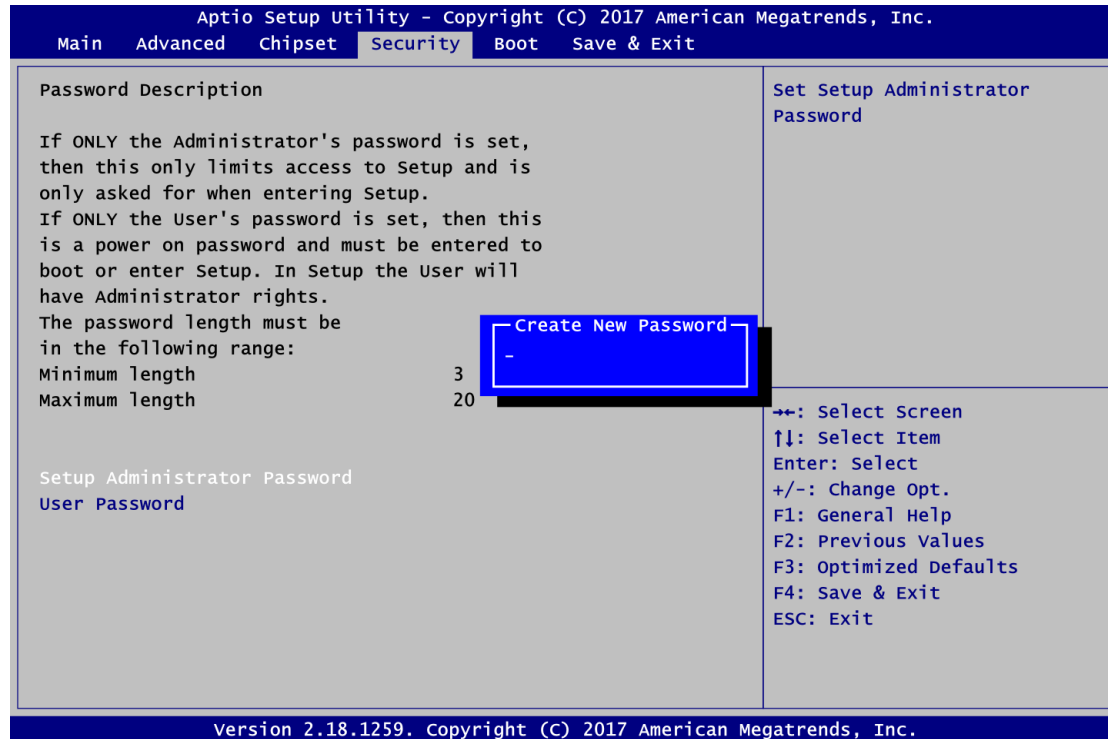 Aptio Setup Utility - Copyright (C) 2017 American Megatrends, Inc.
Main Advanced Chipset Security Boot Save & Exit
Password Description
If ONLY the Administrator's password is set,
then this only limits access to Setup and is
only asked for when entering Setup.
If ONLY the User's password is set, then this
is a power on password and must be entered to
boot or enter Setup. In Setup the User will
have Administrator rights.
The password length must be
in the following range:
Minimum length 3
Maximum length 20
Setup Administrator Password
User Password
Create New Password
Set Setup Administrator
Password
→←: Select Screen
↑↓: Select Item
Enter: Select
+/-: Change Opt.
F1: General Help
F2: Previous Values
F3: Optimized Defaults
F4: Save & Exit
ESC: Exit
Version 2.18.1259. Copyright (C) 2017 American Megatrends, Inc.